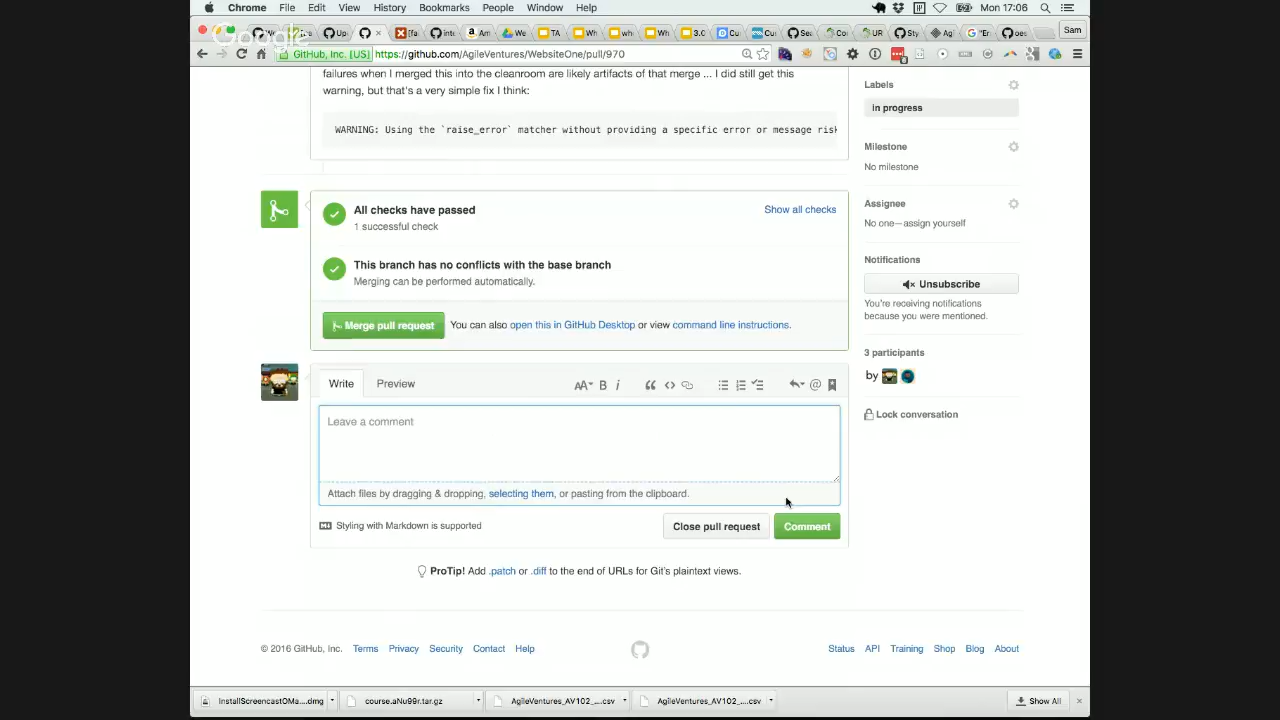 Chrome File Edit View History Bookmarks People Window Help Mon 17:06
Google
Sam
GitHub, Inc. [US] https://github.com/AgileVentures/WebsiteOne/pull/970
failures when I merged this into the cleanroom are likely artifacts of that merge ... I did still get this
warning, but that's a very simple fix I think:
WARNING: Using the `raise_error` matcher without providing a specific error or message risk
Labels
in progress
Milestone
No milestone
All checks have passed
Show all checks
1 successful check
Assignee
No one—assign yourself
This branch has no conflicts with the base branch
Merging can be performed automatically.
Notifications
Unsubscribe
You're receiving notifications
because you were mentioned.
Merge pull request You can also open this in GitHub Desktop or view command line instructions.
3 participants
by
Lock conversation
Write Preview
Leave a comment
Attach files by dragging & dropping, selecting them, or pasting from the clipboard.
Styling with Markdown is supported
Close pull request Comment
ProTip! Add .patch or .diff to the end of URLs for Git's plaintext views.
© 2016 GitHub, Inc. Terms Privacy Security Contact Help
Status API Training Shop Blog About
InstallScreencastOMa....dmg course.aNu99r.tar.gz AgileVentures_AV102_....csv AgileVentures_AV102_....csv Show All